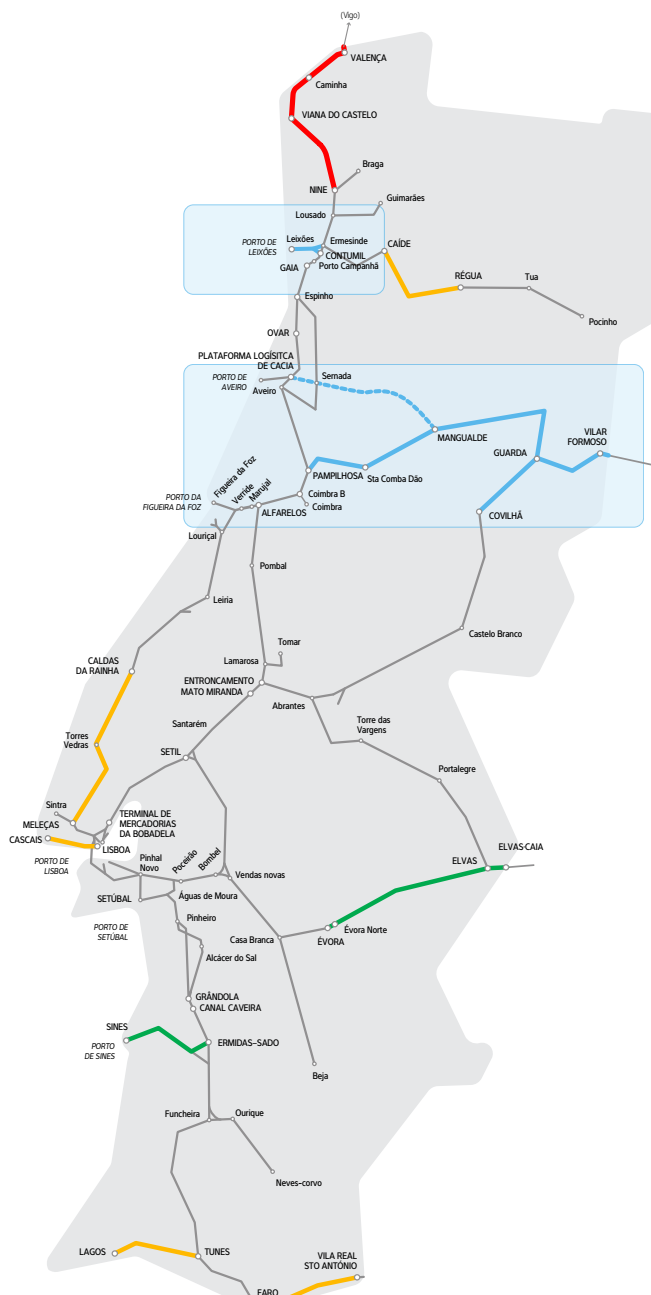 (Vigo)
VALENÇA
Caminha
VIANA DO CASTELO
Braga
NINE
Guimarães
Lousado
Leixões
Ermesinde
PORTO DE
LEIXÕES
CAÍDE
CONTUMIL
Porto Campanhã
GAIA
RÉGUA
Tua
Espinho
Pocinho
OVAR
PLATAFORMA LOGÍSITCA
DE CACIA
PORTO DE
AVEIRO
Sernada
Aveiro
MANGUALDE
VILAR
FORMOSO
GUARDA
PAMPILHOSA
Sta Comba Dão
Figueira da Foz
Verride
Marujal
PORTO DA
FIGUEIRA DA FOZ
Coimbra B
Coimbra
ALFARELOS
COVILHÃ
Louriçal
Pombal
Leiria
Castelo Branco
Tomar
Lamarosa
CALDAS
DA RAINHA
ENTRONCAMENTO
MATO MIRANDA
Abrantes
Torre das
Vargens
Santarém
Torres
Vedras
SETIL
Portalegre
Sintra
MELEÇAS
TERMINAL DE
MERCADORIAS
DA BOBADELA
CASCAIS
LISBOA
ELVAS-CAIA
ELVAS
PORTO DE
LISBOA
Pinhal
Novo
Poceirão
Bombel
Vendas novas
SETÚBAL
Águas de Moura
Pinheiro
PORTO DE
SETÚBAL
Évora Norte
ÉVORA
Casa Branca
Alcácer do Sal
GRÂNDOLA
CANAL CAVEIRA
SINES
PORTO
DE SINES
ERMIDAS-SADO
Beja
Funcheira
Ourique
Neves-corvo
LAGOS
TUNES
VILA REAL
STO ANTÓNIO
FARO